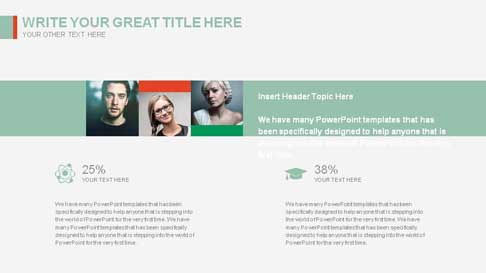 WRITE YOUR GREAT TITLE HERE
YOUR OTHER TEXT HERE
Insert Header Topic Here
We have many PowerPoint templates that has
been specifically designed to help anyone that is
first time.
25%
YOUR TEXT HERE
We have many PowerPoint templates that has been
specifically designed to help anyone that is stepping into
the world of PowerPoint for the very first time. We have
many PowerPoint templates that has been specifically
designed to help anyone that is stepping into the world of
PowerPoint for the very first time.
38%
YOUR TEXT HERE
We have many PowerPoint templates that has been
specifically designed to help anyone that is stepping into
the world of PowerPoint for the very first time. We have
many PowerPoint templates that has been specifically
designed to help anyone that is stepping into the world of
PowerPoint for the very first time.